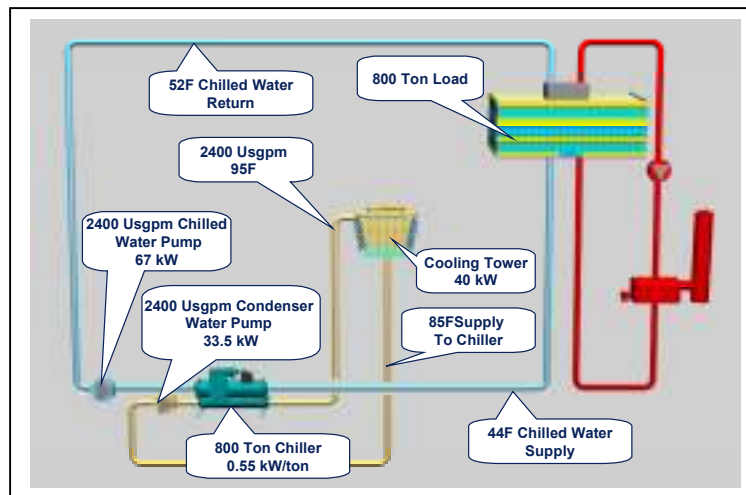 52F Chilled Water
Return
800 Ton Load
2400 Usgpm
95F
2400 Usgpm Chilled
Water Pump
67 kW
Cooling Tower
40 kW
2400 Usgpm Condenser
Water Pump
33.5 kW
85FSupply
To Chiller
800 Ton Chiller
0.55 kW/ton
44F Chilled Water
Supply